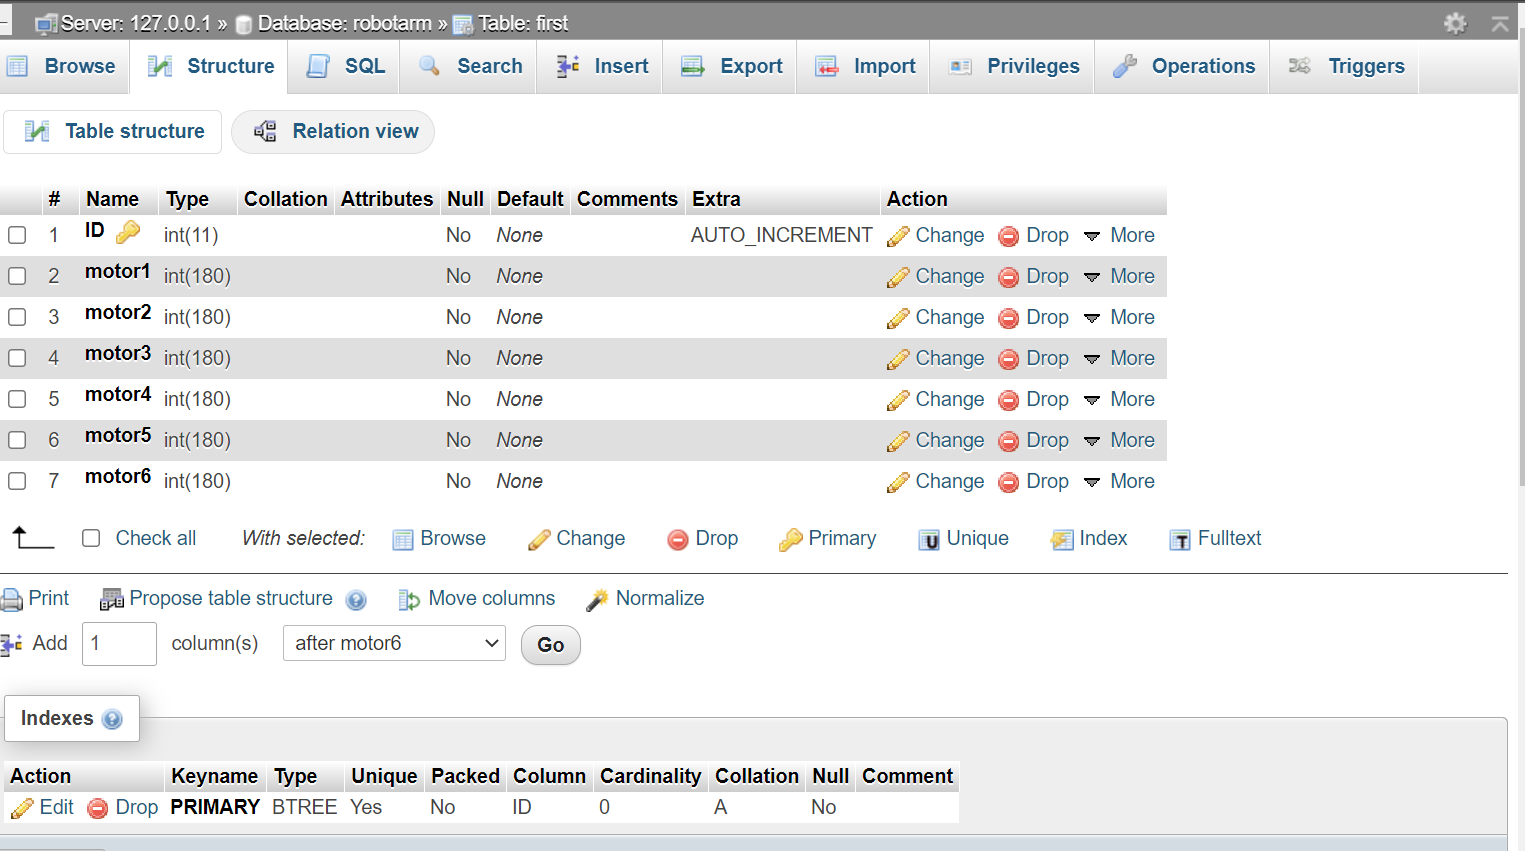 Server: 127.0.0.1 » Database: robotarm » Table: first
Browse Structure SQL Search Insert Export Import Privileges Operations Triggers
Table structure Relation view
# Name Type Collation Attributes Null Default Comments Extra Action
1 ID int(11) No None AUTO_INCREMENT Change Drop More
2 motor1 int(180) No None Change Drop More
3 motor2 int(180) No None Change Drop More
4 motor3 int(180) No None Change Drop More
5 motor4 int(180) No None Change Drop More
6 motor5 int(180) No None Change Drop More
7 motor6 int(180) No None Change Drop More
Check all With selected: Browse Change Drop Primary Unique Index Fulltext
Print Propose table structure Move columns Normalize
Add 1 column(s) after motor6 Go
Indexes
Action Keyname Type Unique Packed Column Cardinality Collation Null Comment
Edit Drop PRIMARY BTREE Yes No ID 0 A No